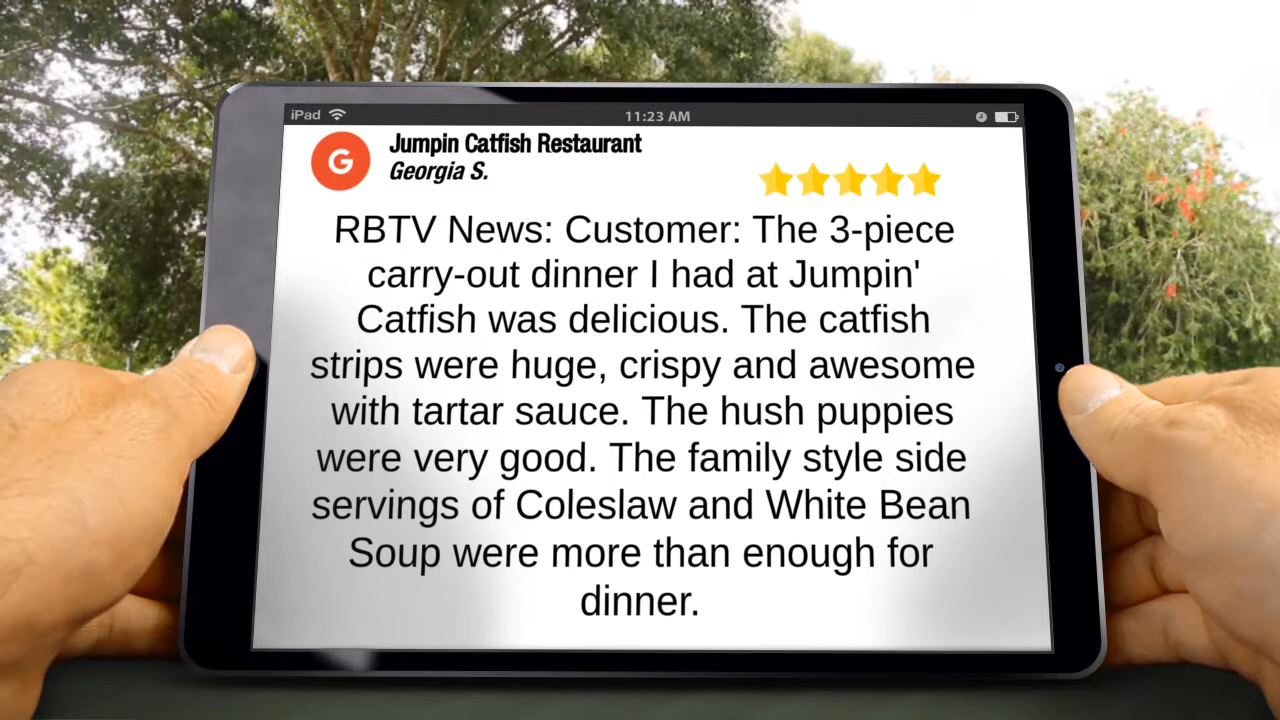 iPad
11:23 AM
G
Jumpin Catfish Restaurant
Georgia S.
RBTV News: Customer: The 3-piece
carry-out dinner I had at Jumpin'
Catfish was delicious. The catfish
strips were huge, crispy and awesome
with tartar sauce. The hush puppies
were very good. The family style side
servings of Coleslaw and White Bean
Soup were more than enough for
dinner.